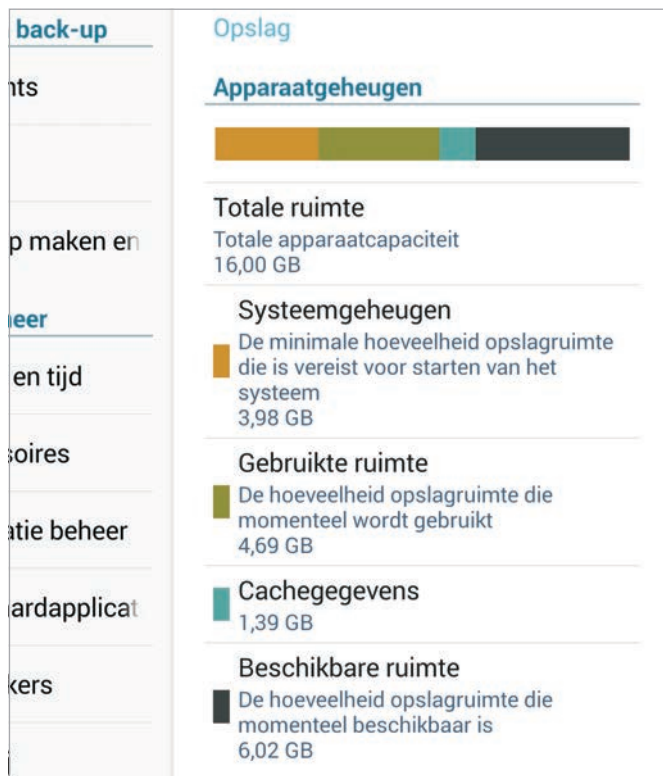 back-up
nts
p maken en
eer
en tijd
soires
atie beheer
ardapplicat
kers
Opslag
Apparaatgeheugen
Totale ruimte
Totale apparaatcapaciteit
16,00 GB
Systeemgeheugen
De minimale hoeveelheid opslagruimte
die is vereist voor starten van het
systeem
3,98 GB
Gebruikte ruimte
De hoeveelheid opslagruimte die
momenteel wordt gebruikt
4,69 GB
Cachegegevens
1,39 GB
Beschikbare ruimte
De hoeveelheid opslagruimte die
momenteel beschikbaar is
6,02 GB